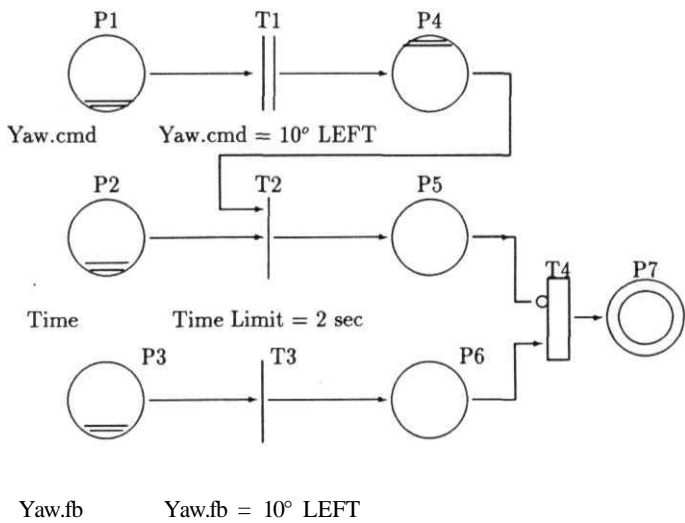 P1 T1 P4
Yaw.cmd Yaw.cmd = 10° LEFT
P2 T2 P5
T4 P7
Time Time Limit = 2 sec
P3 T3 P6
Yaw.fb Yaw.fb = 10° LEFT